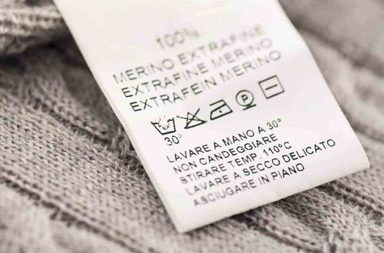 100%
MERINO EXTRAFINE
EXTRAFINE MERINO
EXTRAFEIN MERINO
30°
LAVARE A MANO A 30°
NON CANDEGGIARE
STIRARE TEMP. 110°C
LAVARE A SECCO DELICATO
ASCIUGARE IN PIANO